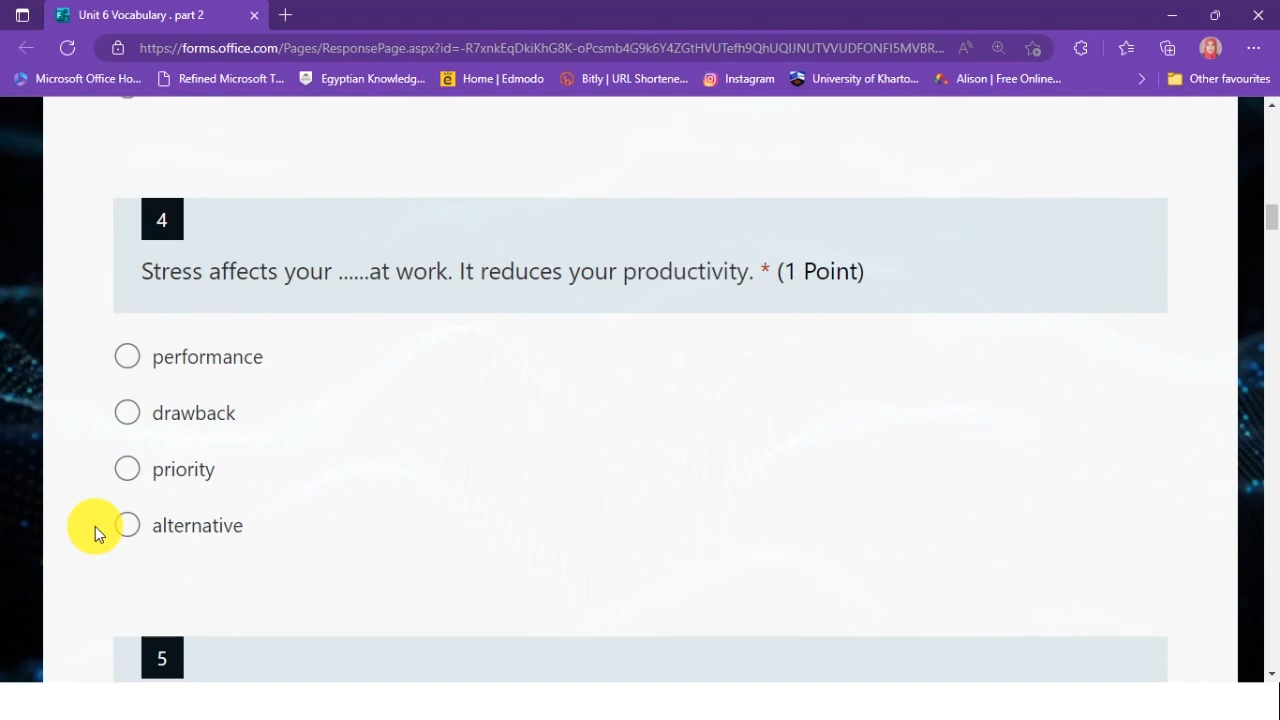 Unit 6 Vocabulary . part 2
https://forms.office.com/Pages/ResponsePage.aspx?id=-R7xnkEqDkiKhG8K-oPcsmb4G9k6Y4ZGtHVUTefh9QhUQlJNUTVVUDFONFI5MVBR...
Microsoft Office Ho... Refined Microsoft T... Egyptian Knowledg... Home | Edmodo Bitly | URL Shortene... Instagram University of Kharto... Alison | Free Online... Other favourites
4
Stress affects your ......at work. It reduces your productivity. * (1 Point)
performance
drawback
priority
alternative
5